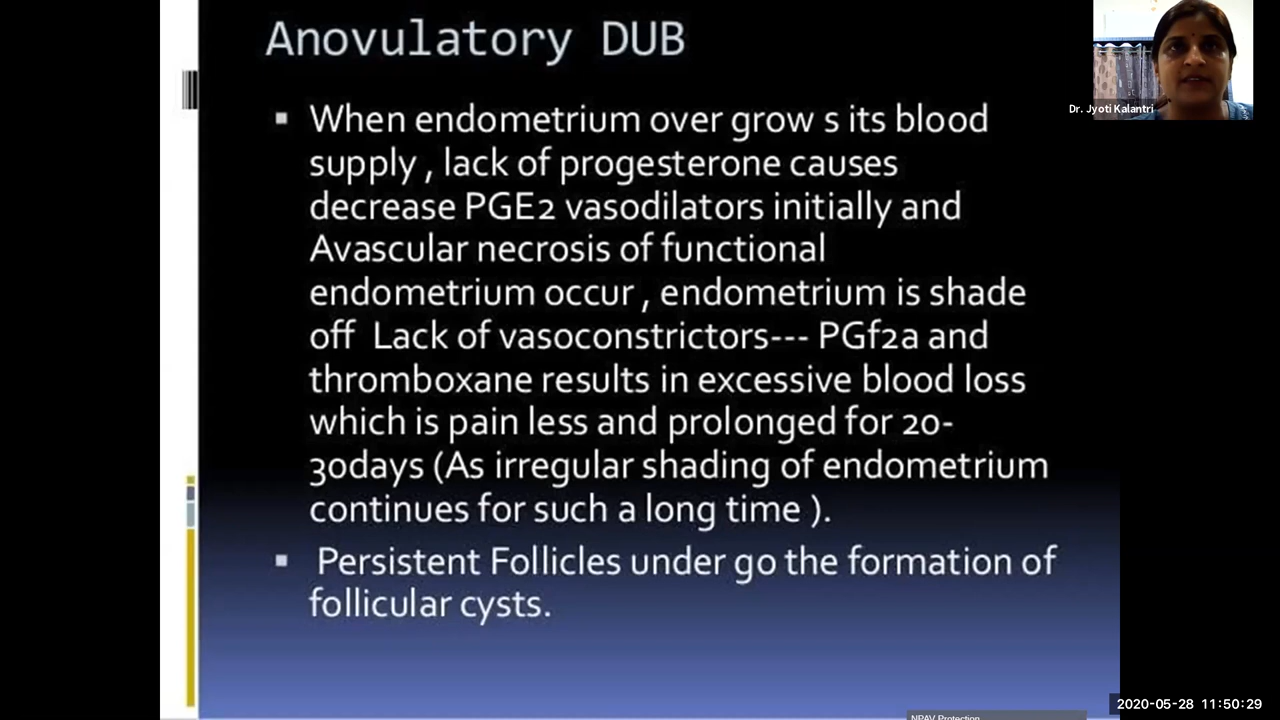 Anovulatory DUB
Dr. Jyoti Kalantri
▪ When endometrium over grow s its blood
supply , lack of progesterone causes
decrease PGE2 vasodilators initially and
Avascular necrosis of functional
endometrium occur , endometrium is shade
off Lack of vasoconstrictors--- PGf2a and
thromboxane results in excessive blood loss
which is pain less and prolonged for 20-
30days (As irregular shading of endometrium
continues for such a long time ).
▪ Persistent Follicles under go the formation of
follicular cysts.
2020-05-28 11:50:29
NPAV Protection